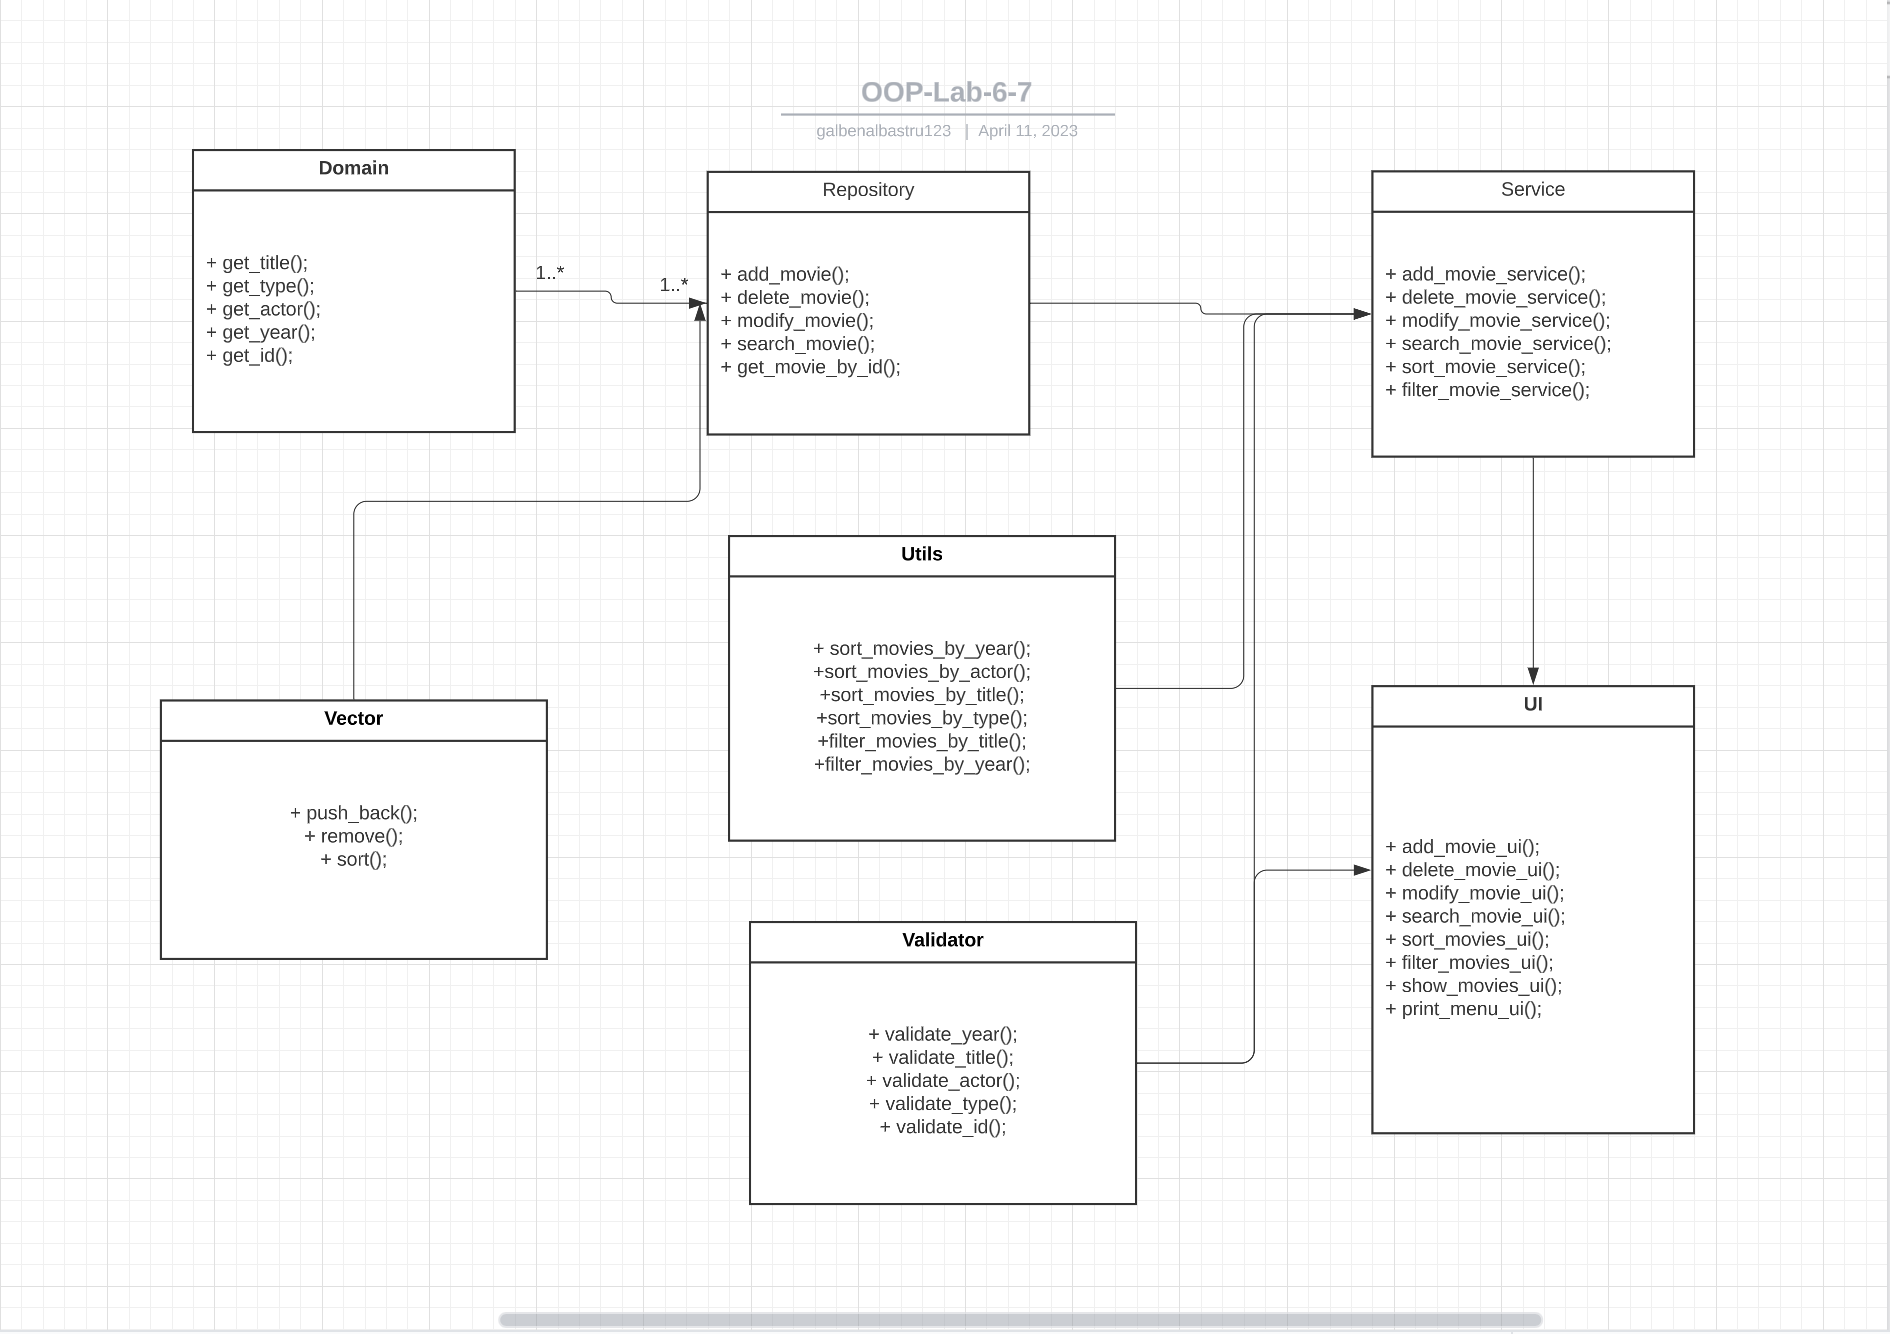 OOP-Lab-6-7
galbenalbastru123 | April 11, 2023
Domain
+ get_title();
+ get_type();
+ get_actor();
+ get_year();
+ get_id();
1..*
1..*
Repository
+ add_movie();
+ delete_movie();
+ modify_movie();
+ search_movie();
+ get_movie_by_id();
Service
+ add_movie_service();
+ delete_movie_service();
+ modify_movie_service();
+ search_movie_service();
+ sort_movie_service();
+ filter_movie_service();
Utils
+ sort_movies_by_year();
+sort_movies_by_actor();
+sort_movies_by_title();
+sort_movies_by_type();
+filter_movies_by_title();
+filter_movies_by_year();
Vector
+ push_back();
+ remove();
+ sort();
UI
+ add_movie_ui();
+ delete_movie_ui();
+ modify_movie_ui();
+ search_movie_ui();
+ sort_movies_ui();
+ filter_movies_ui();
+ show_movies_ui();
+ print_menu_ui();
Validator
+ validate_year();
+ validate_title();
+ validate_actor();
+ validate_type();
+ validate_id();